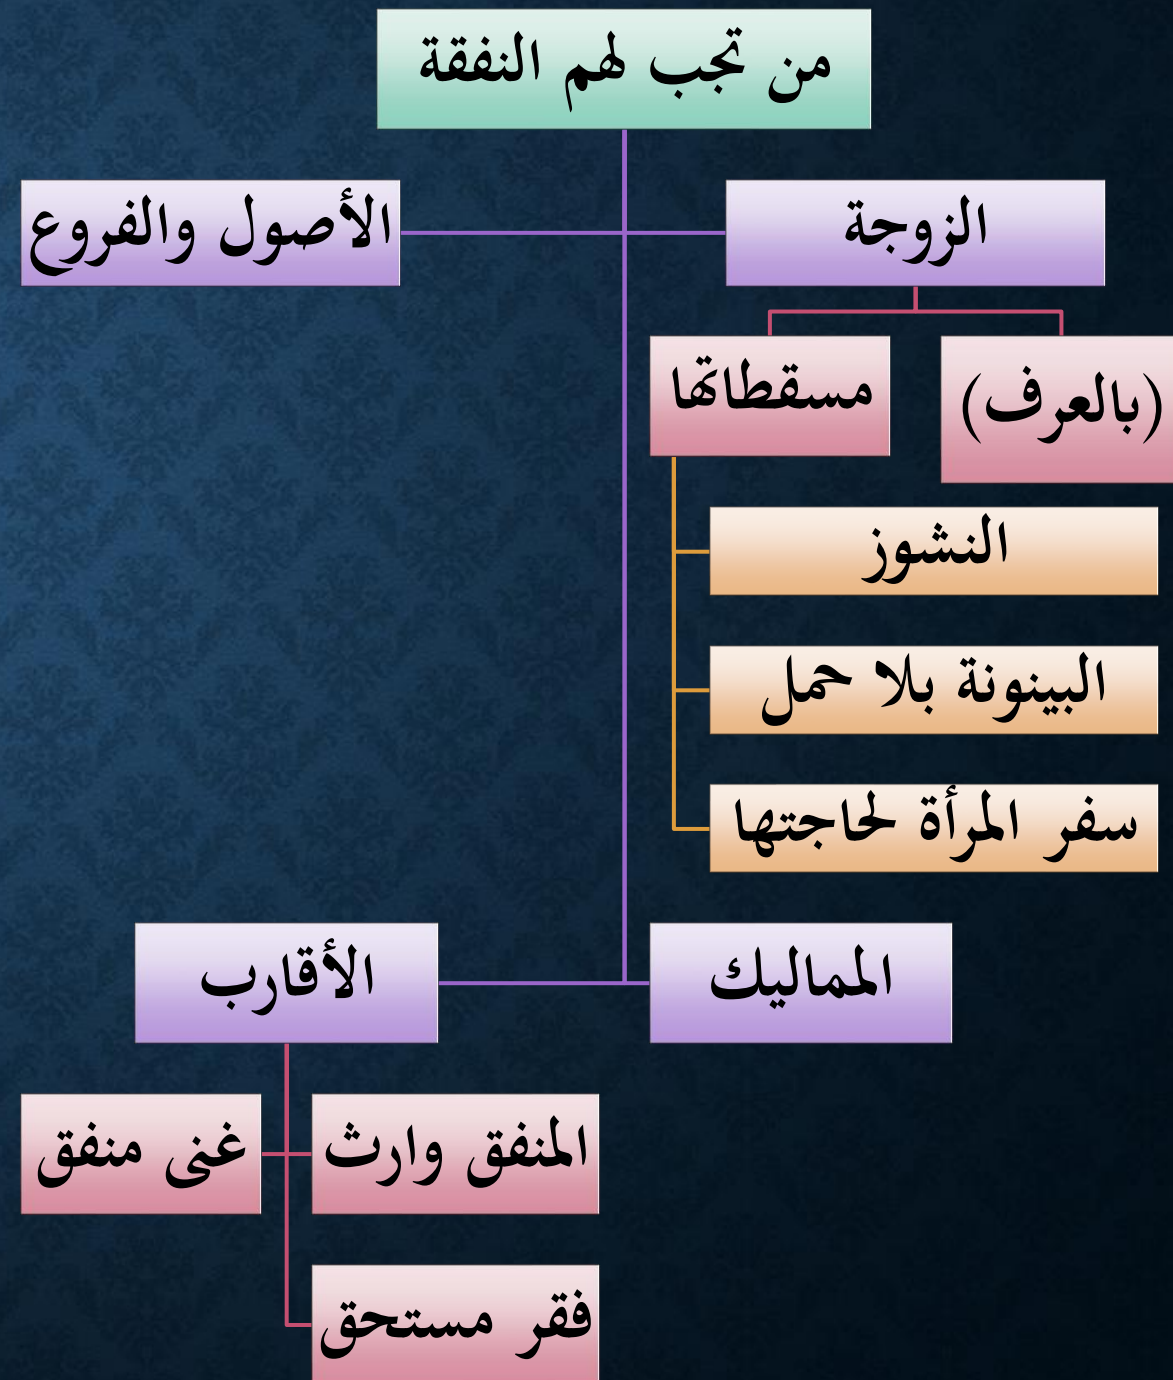 من تجب لهم النفقة
الزوجة
الأصول والفروع
(بالعرف)
مسقطاتها
النشوز
البينونة بلا حمل
سفر المرأة لحاجتها
المماليك
الأقارب
المنفق وارث
غنى منفق
فقر مستحق